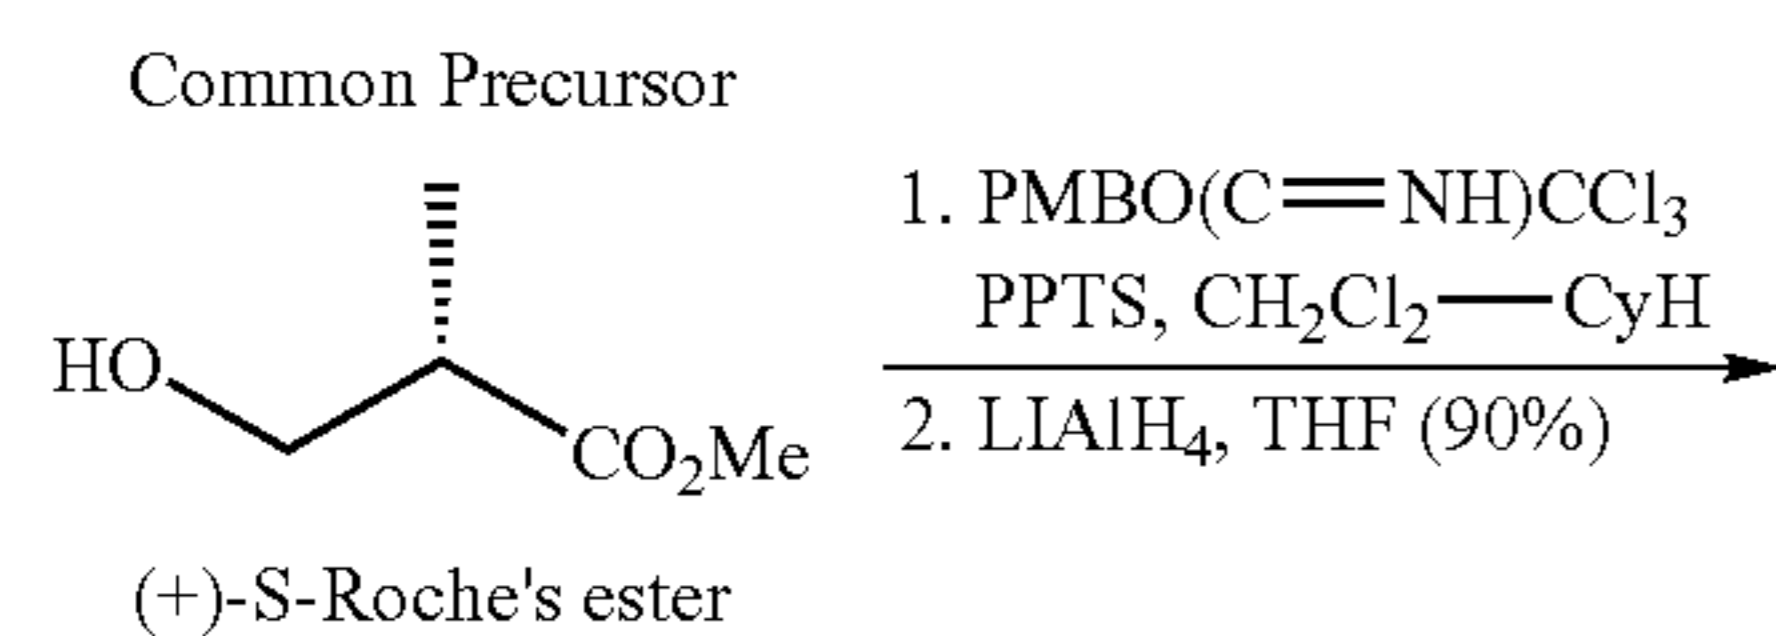 Common Precursor
1. PMBO(C=NH)CCl₃
PPTS, CH₂Cl₂—CyH
HO
CO₂Me
2. LIAlH₄, THF (90%)
(+)-S-Roche's ester